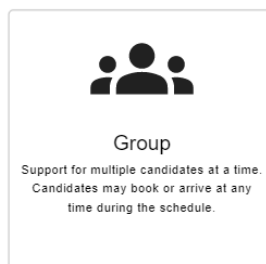 Group
Support for multiple candidates at a time.
Candidates may book or arrive at any
time during the schedule.